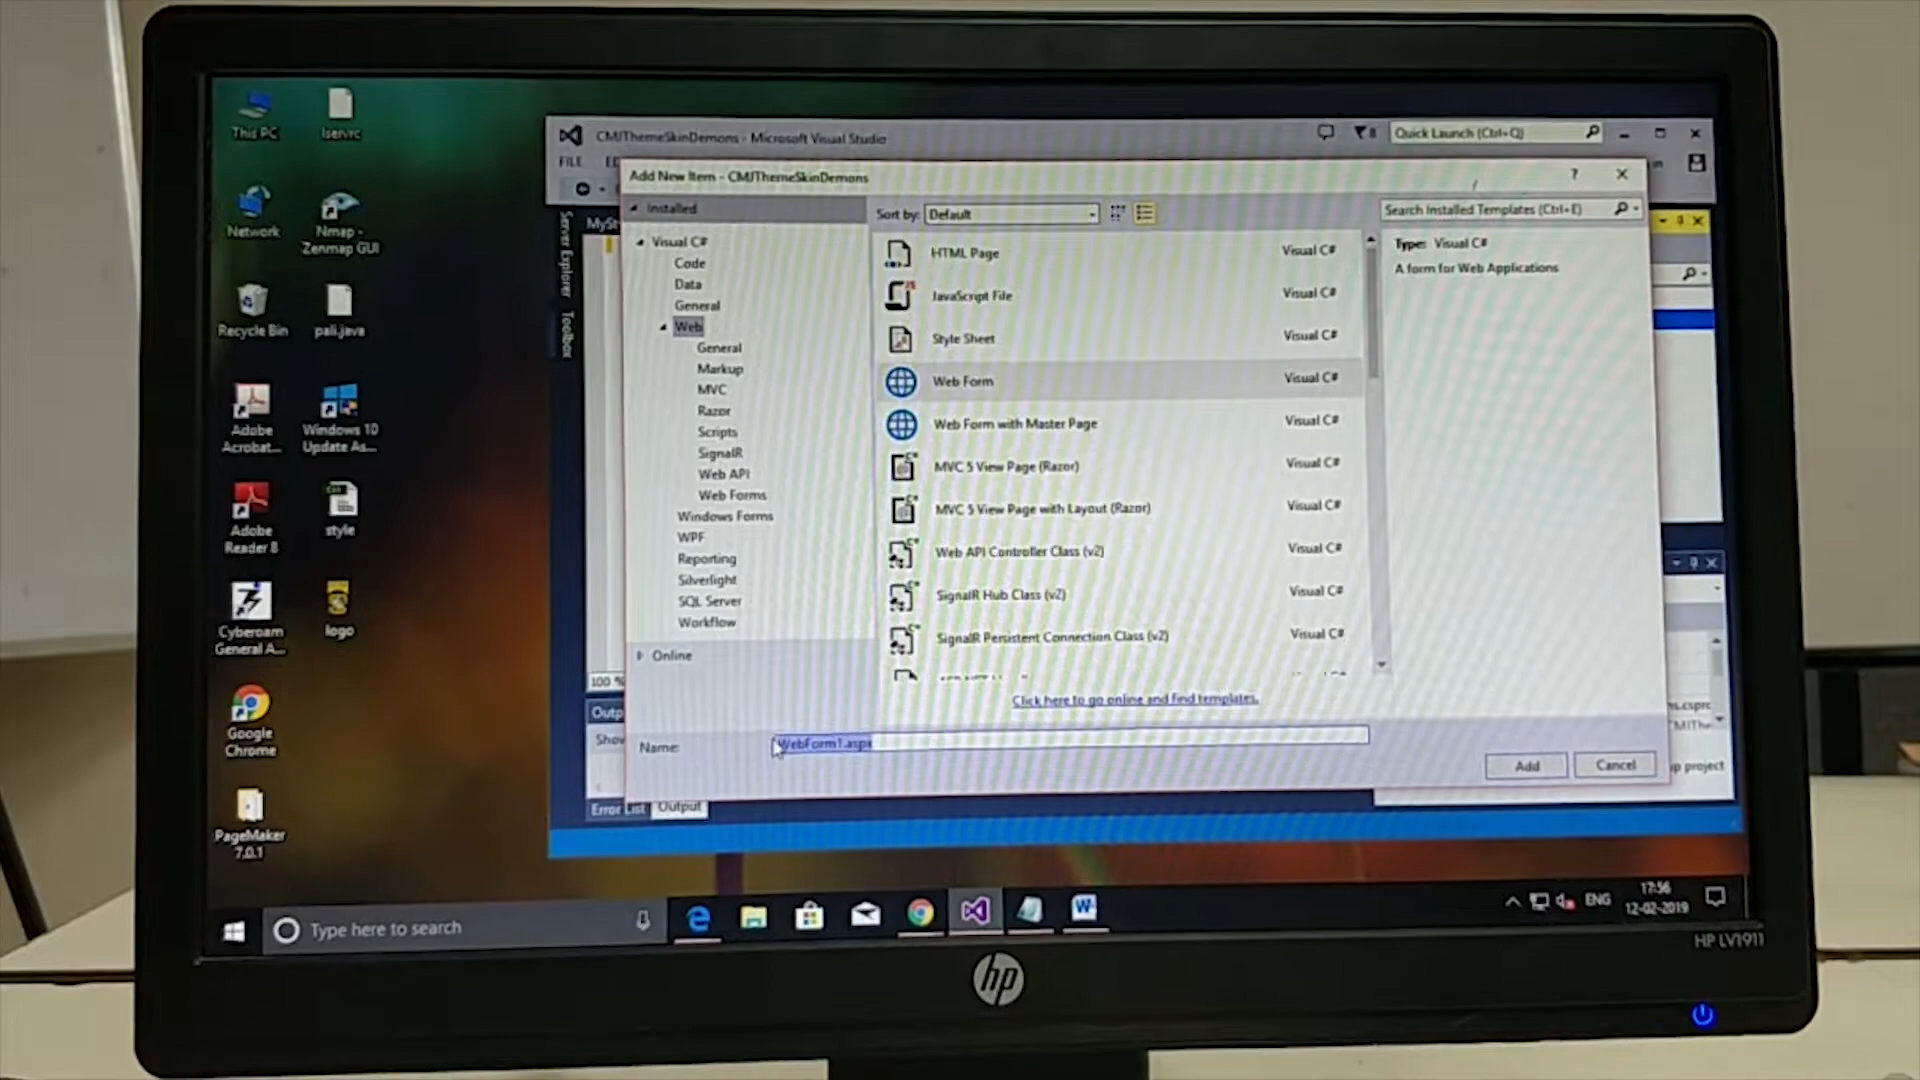 This PC
lservrc
Network
Nmap -
Zenmap GUI
Recycle Bin
pali.java
Adobe
Acrobat...
Windows 10
Update As...
Adobe
Reader 8
style
Cyberoam
General A...
logo
Google
Chrome
PageMaker
7.0.1
CMJThemeSkinDemons - Microsoft Visual Studio
8
Quick Launch (Ctrl+Q)
FILE
Server Explorer
Toolbox
Add New Item - CMJThemeSkinDemons
?
Installed
Sort by: Default
Search Installed Templates (Ctrl+E)
Visual C#
Code
Data
General
Web
General
Markup
MVC
Razor
Scripts
SignalR
Web API
Web Forms
Windows Forms
WPF
Reporting
Silverlight
SQL Server
Workflow
Online
HTML Page Visual C#
JavaScript File Visual C#
Style Sheet Visual C#
Web Form Visual C#
Web Form with Master Page Visual C#
MVC 5 View Page (Razor) Visual C#
MVC 5 View Page with Layout (Razor) Visual C#
Web API Controller Class (v2) Visual C#
SignalR Hub Class (v2) Visual C#
SignalR Persistent Connection Class (v2) Visual C#
Click here to go online and find templates.
Type: Visual C#
A form for Web Applications
100 %
Name: WebForm1.aspx
Add
Cancel
Error List
Output
Type here to search
ENG
17:56
12-02-2019
HP LV1911
hp